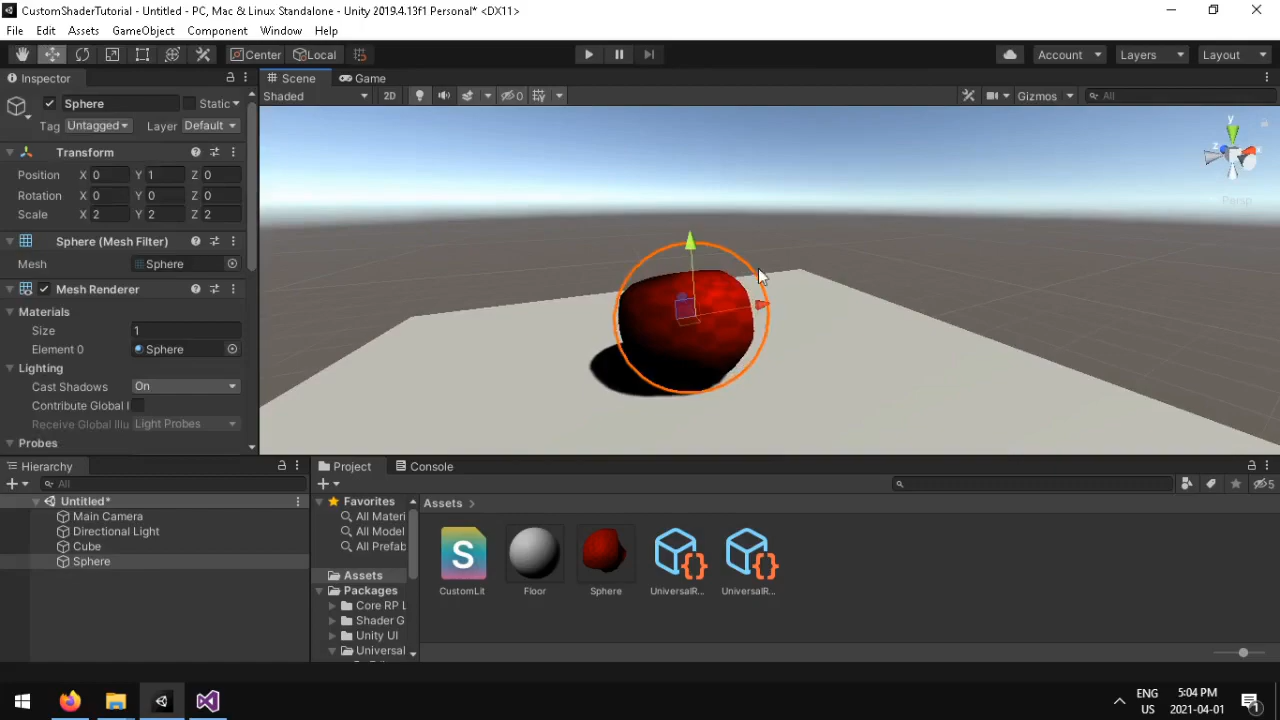 CustomShaderTutorial - Untitled - PC, Mac & Linux Standalone - Unity 2019.4.13f1 Personal* <DX11>
File Edit Assets GameObject Component Window Help
Center Local Account Layers Layout
Inspector
Scene Game
Shaded 2D 0 Gizmos All
Sphere Static
Tag Untagged Layer Default
Transform
Position X 0 Y 1 Z 0
Rotation X 0 Y 0 Z 0
Scale X 2 Y 2 Z 2
Sphere (Mesh Filter)
Mesh Sphere
Mesh Renderer
Materials
Size 1
Element 0 Sphere
Lighting
Cast Shadows On
Contribute Global I
Receive Global Illu Light Probes
Probes
y
z x
Persp
Hierarchy
All
Untitled*
Main Camera
Directional Light
Cube
Sphere
Project Console
5
Favorites
All Materi
All Model
All Prefab
Assets
Packages
Core RP L
Shader G
Unity UI
Universal
Assets
S
CustomLit Floor Sphere UniversalR... UniversalR...
ENG
US
5:04 PM
2021-04-01
1